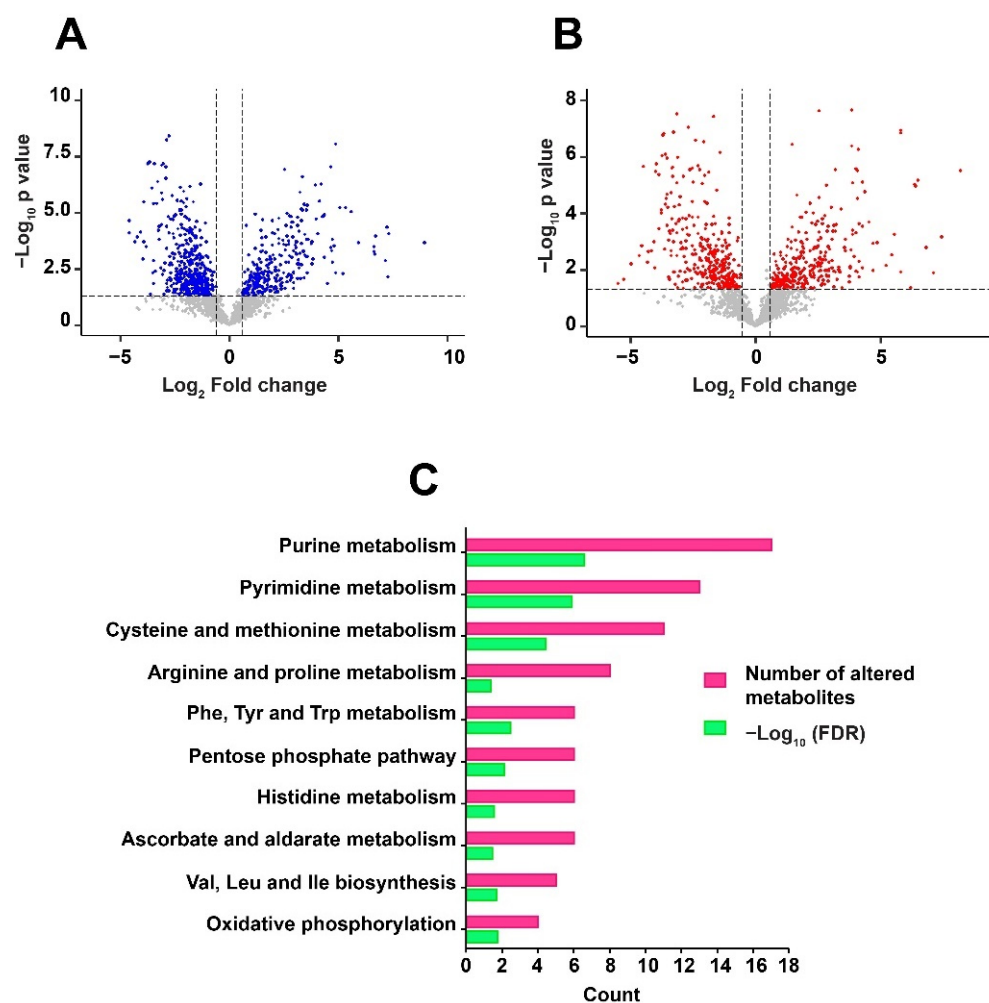 A
B
10
7.5
5.0
2.5
0
−Log10 p value
−5
0
5
10
Log2 Fold change
8
6
4
2
0
−Log10 p value
−5
0
5
Log2 Fold change
C
Purine metabolism
Pyrimidine metabolism
Cysteine and methionine metabolism
Arginine and proline metabolism
Phe, Tyr and Trp metabolism
Pentose phosphate pathway
Histidine metabolism
Ascorbate and aldarate metabolism
Val, Leu and Ile biosynthesis
Oxidative phosphorylation
Number of altered
metabolites
−Log10 (FDR)
0 2 4 6 8 10 12 14 16 18
Count